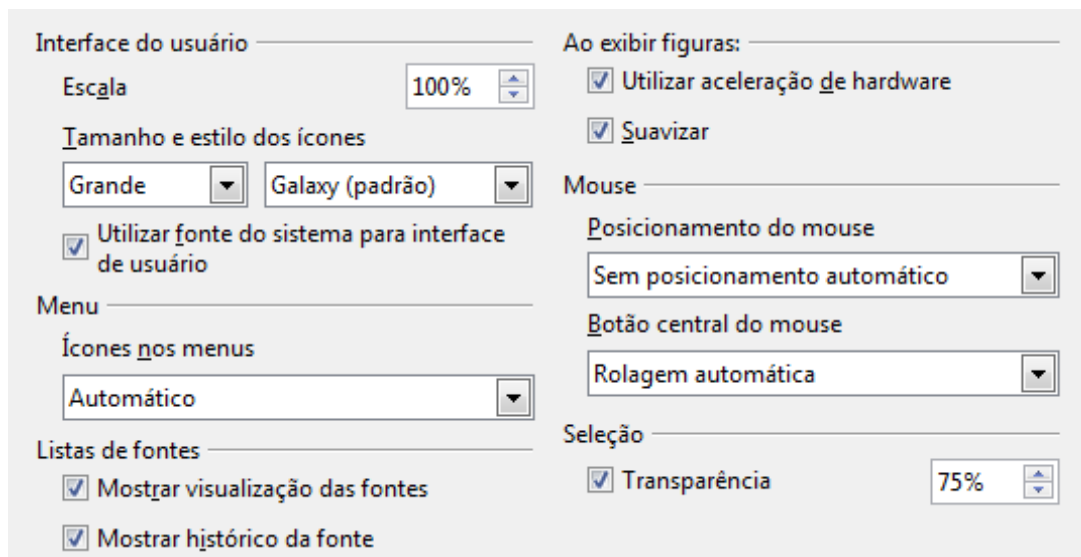 Interface do usuário
Escala 100%
Tamanho e estilo dos ícones
Grande Galaxy (padrão)
Utilizar fonte do sistema para interface
de usuário
Menu
Ícones nos menus
Automático
Listas de fontes
Mostrar visualização das fontes
Mostrar histórico da fonte
Ao exibir figuras:
Utilizar aceleração de hardware
Suavizar
Mouse
Posicionamento do mouse
Sem posicionamento automático
Botão central do mouse
Rolagem automática
Seleção
Transparência 75%